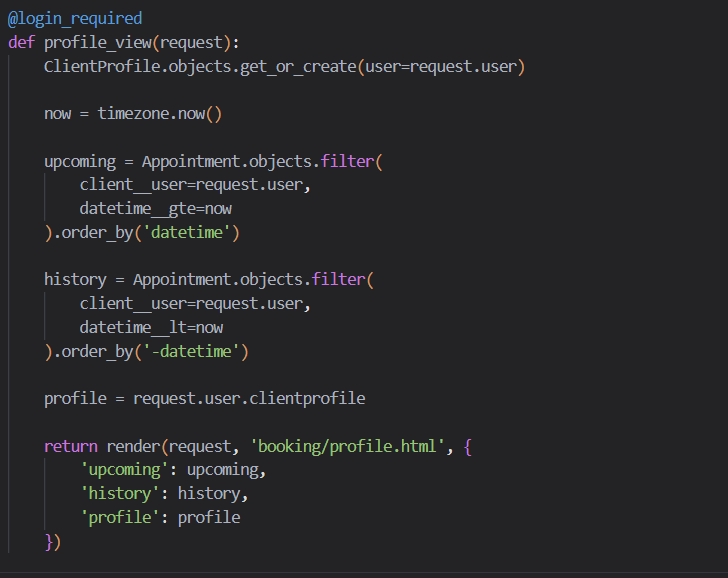 @login_required
def profile_view(request):
    ClientProfile.objects.get_or_create(user=request.user)

    now = timezone.now()

    upcoming = Appointment.objects.filter(
        client__user=request.user,
        datetime__gte=now
    ).order_by('datetime')

    history = Appointment.objects.filter(
        client__user=request.user,
        datetime__lt=now
    ).order_by('-datetime')

    profile = request.user.clientprofile

    return render(request, 'booking/profile.html', {
        'upcoming': upcoming,
        'history': history,
        'profile': profile
    })